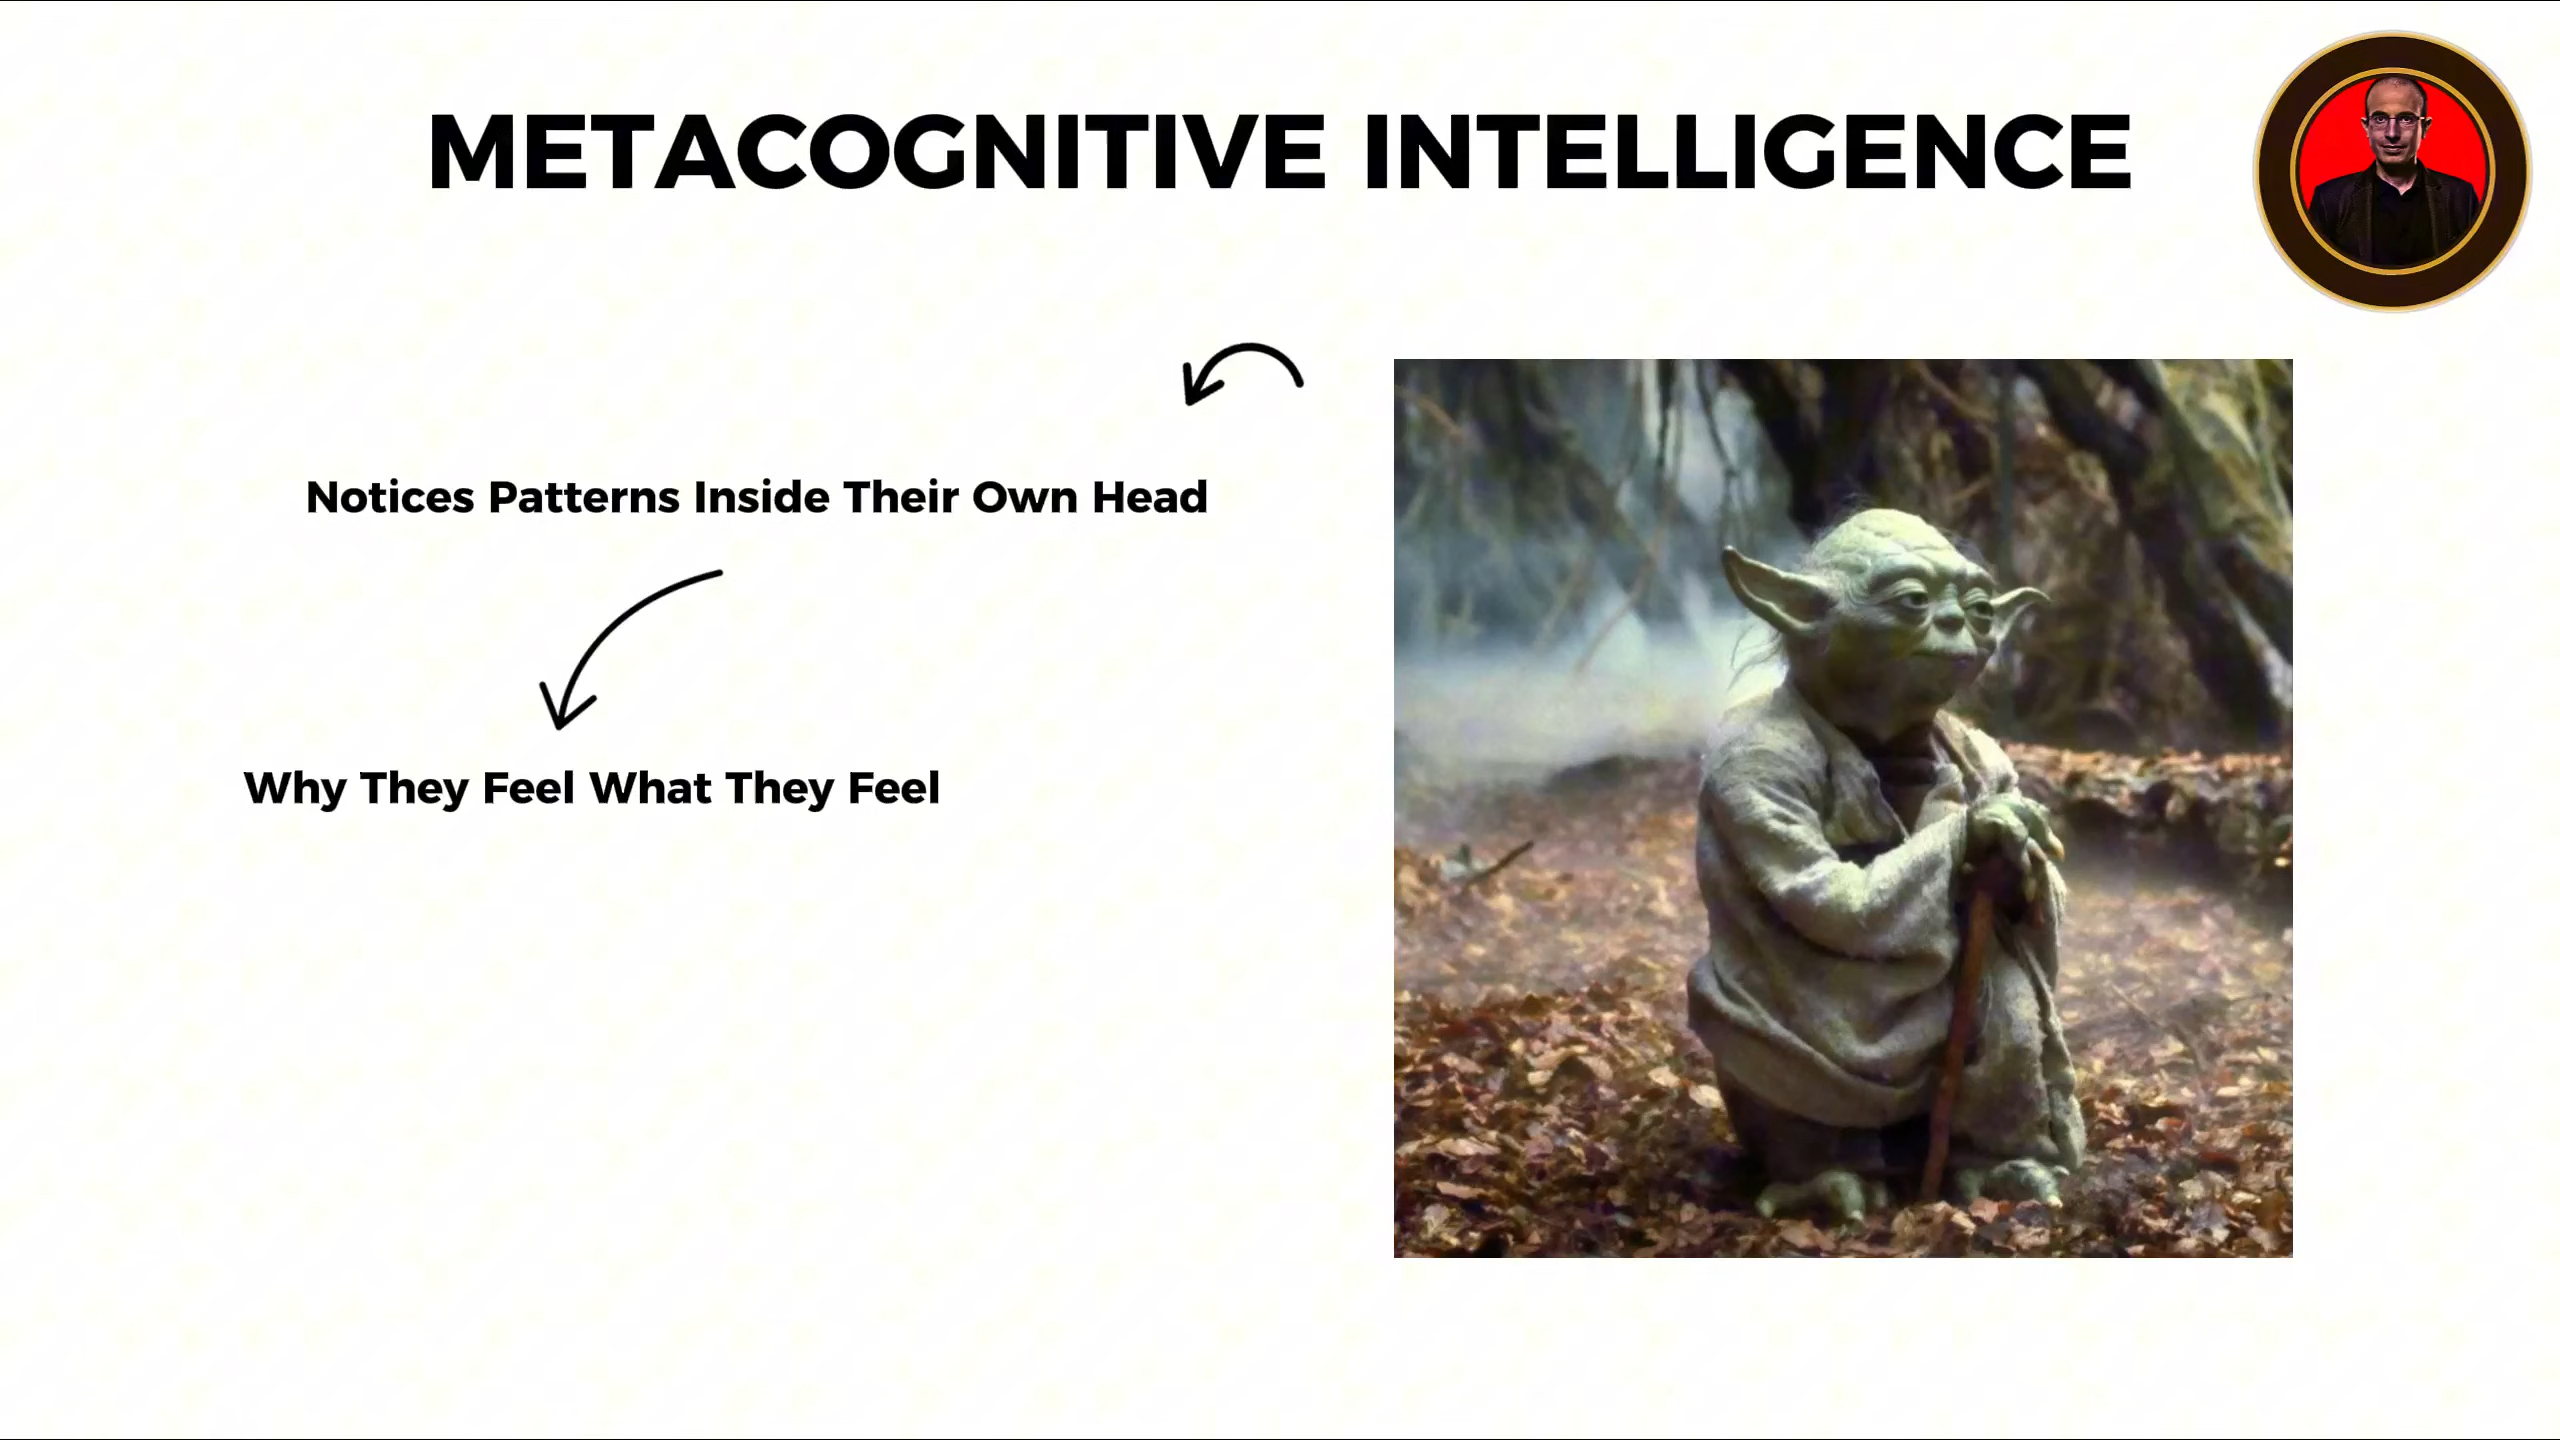 METACOGNITIVE INTELLIGENCE
Notices Patterns Inside Their Own Head
Why They Feel What They Feel